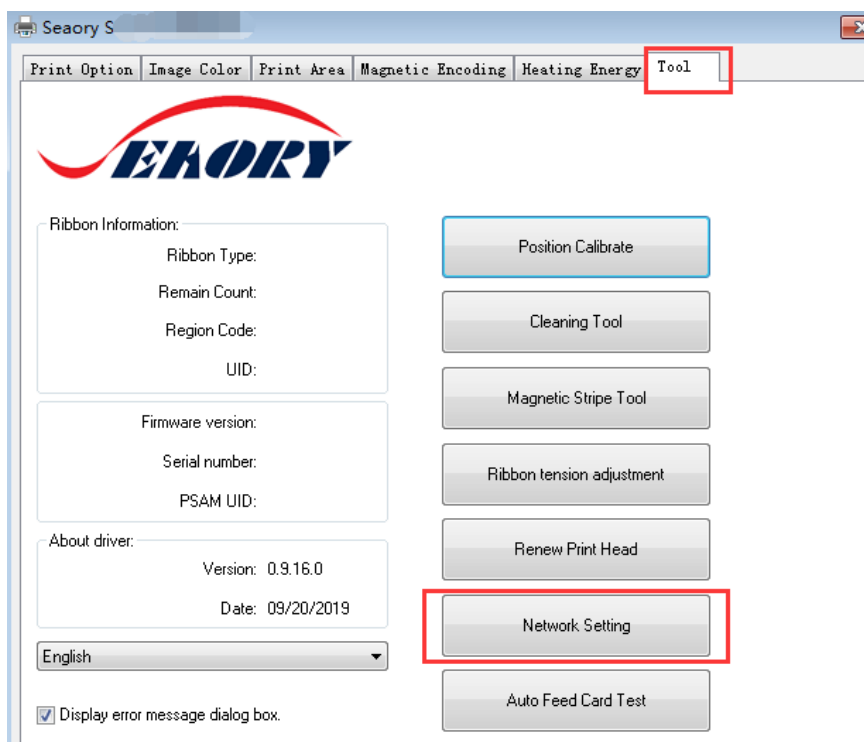 Seaory S
Print Option
Image Color
Print Area
Magnetic Encoding
Heating Energy
Tool
SEAORY
Ribbon Information:
Ribbon Type:
Remain Count:
Region Code:
UID:
Firmware version:
Serial number:
PSAM UID:
About driver:
Version: 0.9.16.0
Date: 09/20/2019
English
Display error message dialog box.
Position Calibrate
Cleaning Tool
Magnetic Stripe Tool
Ribbon tension adjustment
Renew Print Head
Network Setting
Auto Feed Card Test